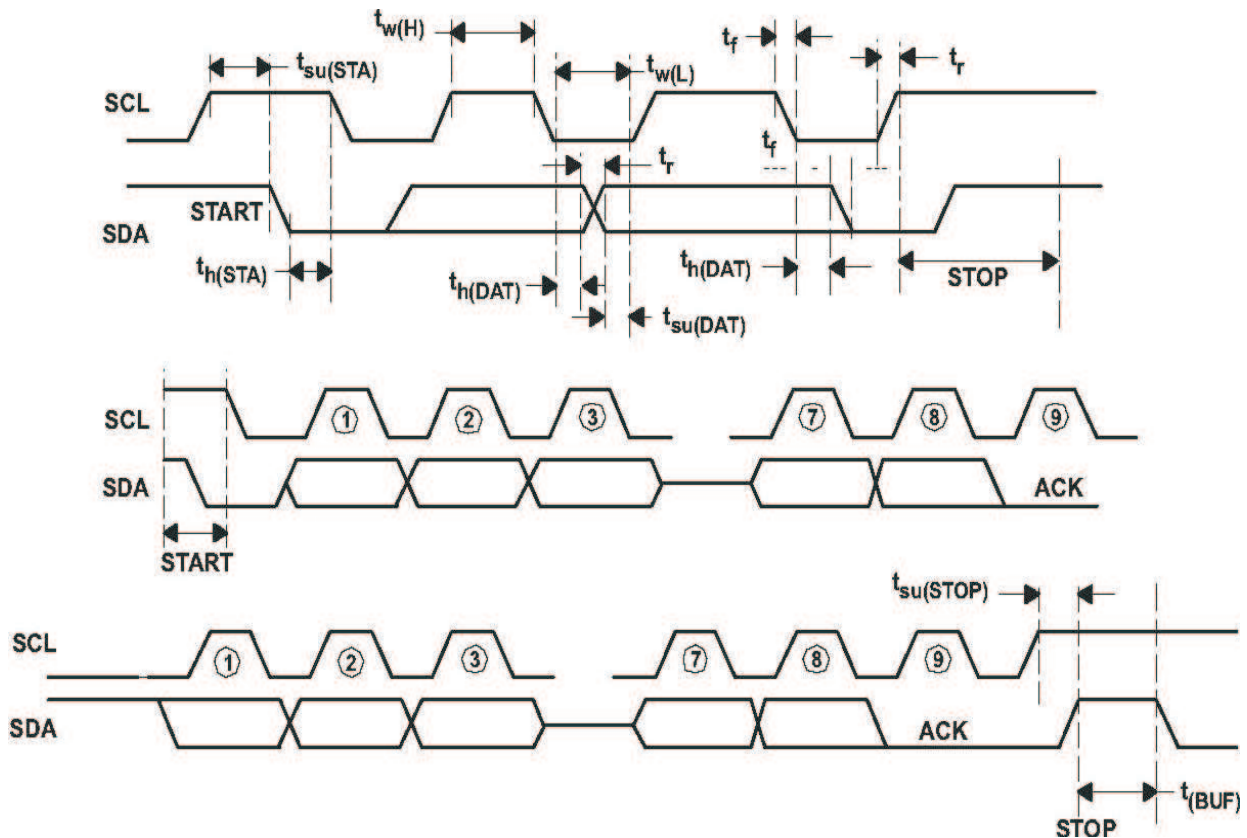 t_w(H)
t_f
t_r
t_su(STA)
t_w(L)
SCL
t_r
t_f
START
SDA
t_h(STA)
t_h(DAT)
t_h(DAT)
STOP
t_su(DAT)
SCL
1 2 3 7 8 9
SDA
ACK
START
t_su(STOP)
SCL
1 2 3 7 8 9
SDA
ACK
t_(BUF)
STOP